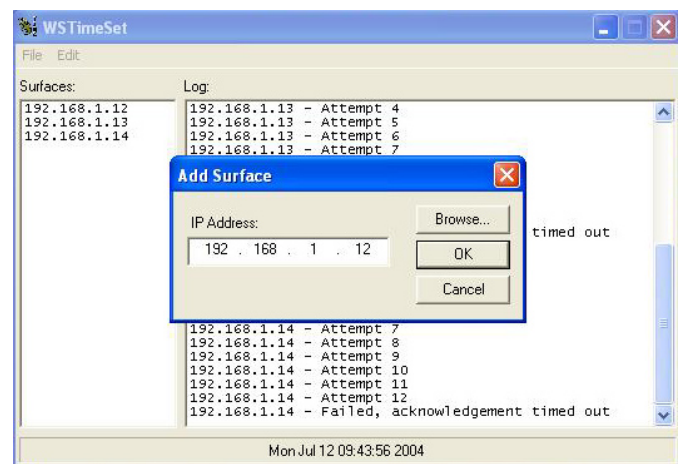 WSTimeSet
File Edit
Surfaces:
Log:
192.168.1.12
192.168.1.13
192.168.1.14
192.168.1.13 - Attempt 4
192.168.1.13 - Attempt 5
192.168.1.13 - Attempt 6
192.168.1.13 - Attempt 7
Add Surface
IP Address:
192 . 168 . 1 . 12
Browse...
OK
Cancel
timed out
192.168.1.14 - Attempt 7
192.168.1.14 - Attempt 8
192.168.1.14 - Attempt 9
192.168.1.14 - Attempt 10
192.168.1.14 - Attempt 11
192.168.1.14 - Attempt 12
192.168.1.14 - Failed, acknowledgement timed out
Mon Jul 12 09:43:56 2004